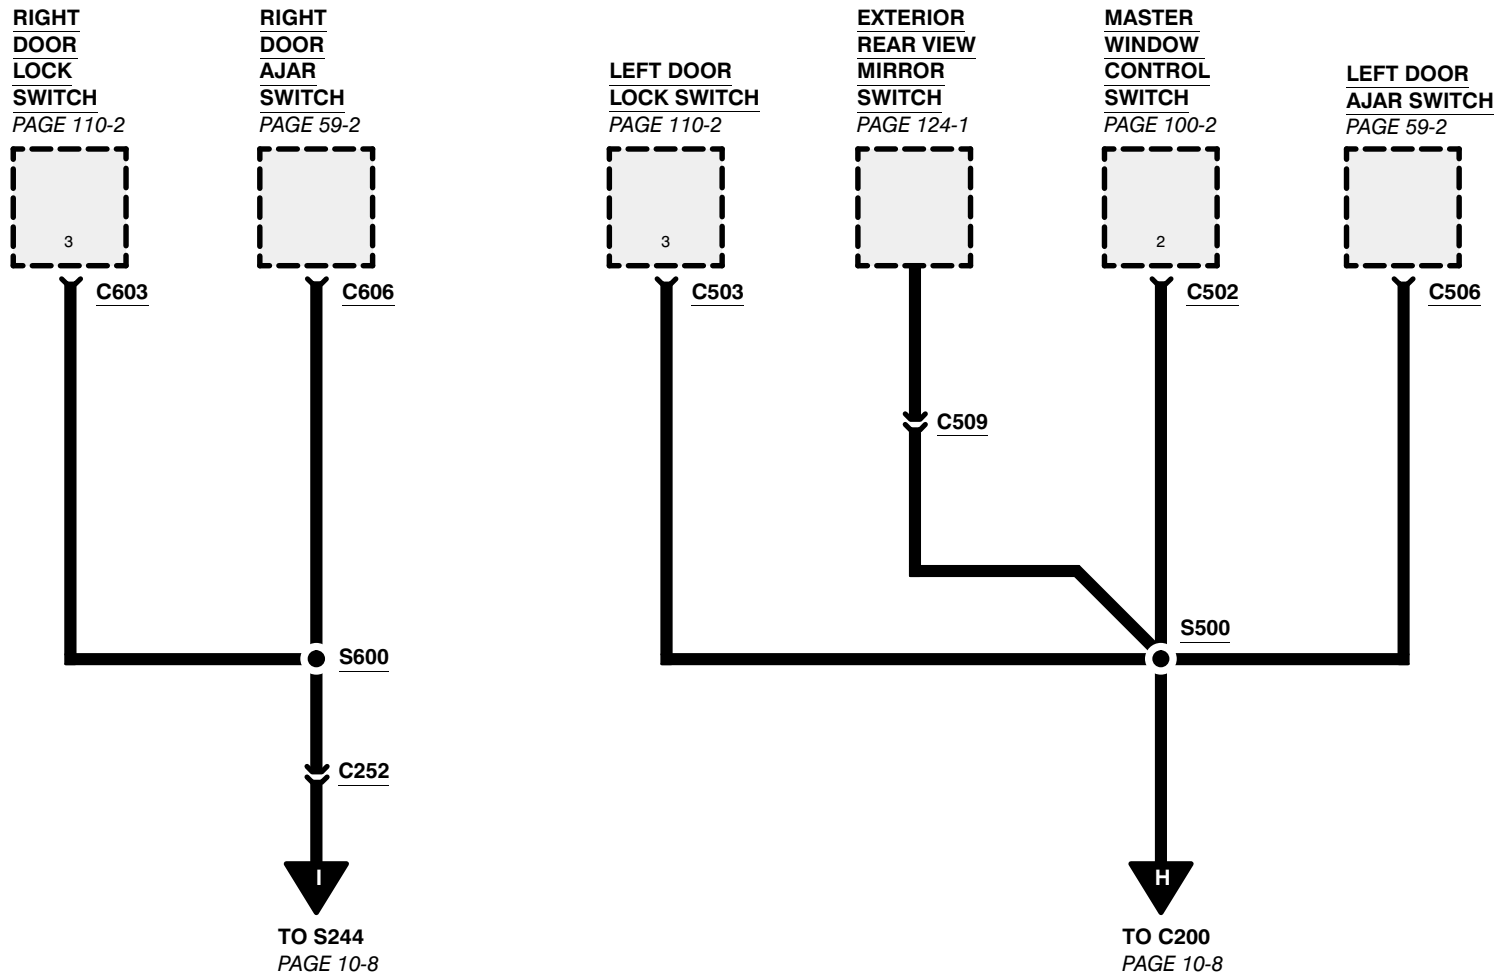 RIGHT
DOOR
LOCK
SWITCH
PAGE 110-2
RIGHT
DOOR
AJAR
SWITCH
PAGE 59-2
LEFT DOOR
LOCK SWITCH
PAGE 110-2
EXTERIOR
REAR VIEW
MIRROR
SWITCH
PAGE 124-1
MASTER
WINDOW
CONTROL
SWITCH
PAGE 100-2
LEFT DOOR
AJAR SWITCH
PAGE 59-2
3
3
2
C603
C606
C503
C502
C506
C509
S500
S600
C252
I
H
TO S244
PAGE 10-8
TO C200
PAGE 10-8